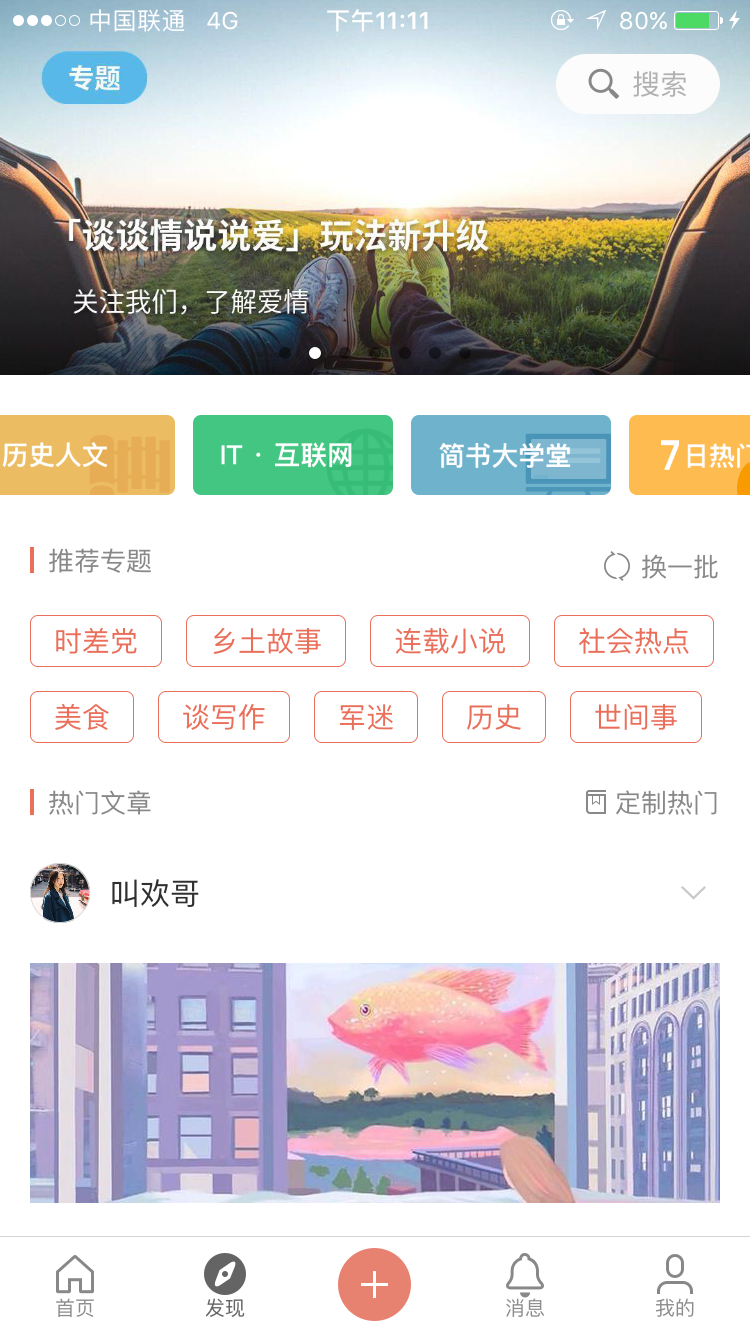 中国联通 4G 下午11:11 80%
专题 搜索
「谈谈情说说爱」玩法新升级
关注我们，了解爱情
历史人文 IT · 互联网 简书大学堂 7日热门
推荐专题 换一批
时差党 乡土故事 连载小说 社会热点
美食 谈写作 军迷 历史 世间事
热门文章 定制热门
叫欢哥
首页 发现 消息 我的